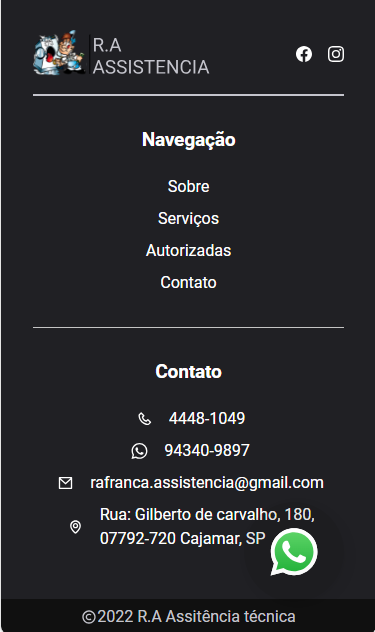 R.A
ASSISTENCIA
Navegação
Sobre
Serviços
Autorizadas
Contato
Contato
4448-1049
94340-9897
rafranca.assistencia@gmail.com
Rua: Gilberto de carvalho, 180,
07792-720 Cajamar, SP
©2022 R.A Assitência técnica